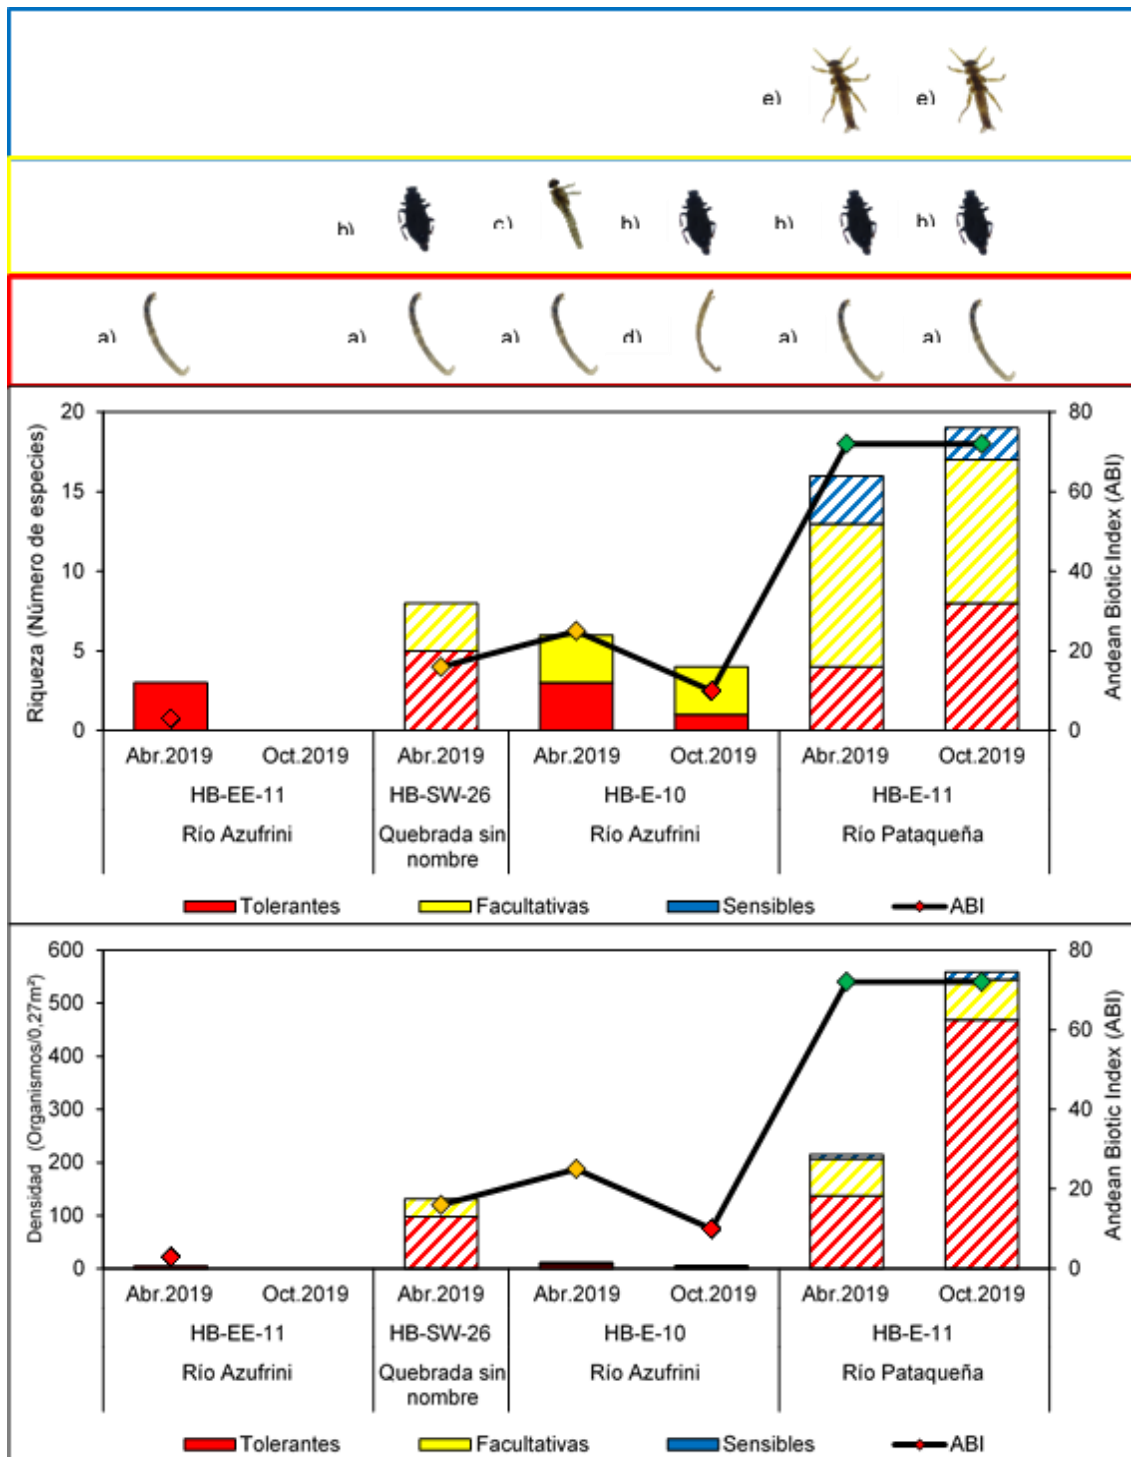 e) e)
b) c) b) b) b)
a) a) a) d) a) a)
Riqueza (Número de especies)
20
15
10
5
0
80
60
40
20
0
Andean Biotic Index (ABI)
Abr.2019 Oct.2019 Abr.2019 Abr.2019 Oct.2019 Abr.2019 Oct.2019
HB-EE-11 HB-SW-26 HB-E-10 HB-E-11
Río Azufrini Quebrada sin nombre Río Azufrini Río Pataqueña
Tolerantes Facultativas Sensibles ABI
Densidad (Organismos/0,27m²)
600
500
400
300
200
100
0
80
60
40
20
0
Andean Biotic Index (ABI)
Abr.2019 Oct.2019 Abr.2019 Abr.2019 Oct.2019 Abr.2019 Oct.2019
HB-EE-11 HB-SW-26 HB-E-10 HB-E-11
Río Azufrini Quebrada sin nombre Río Azufrini Río Pataqueña
Tolerantes Facultativas Sensibles ABI